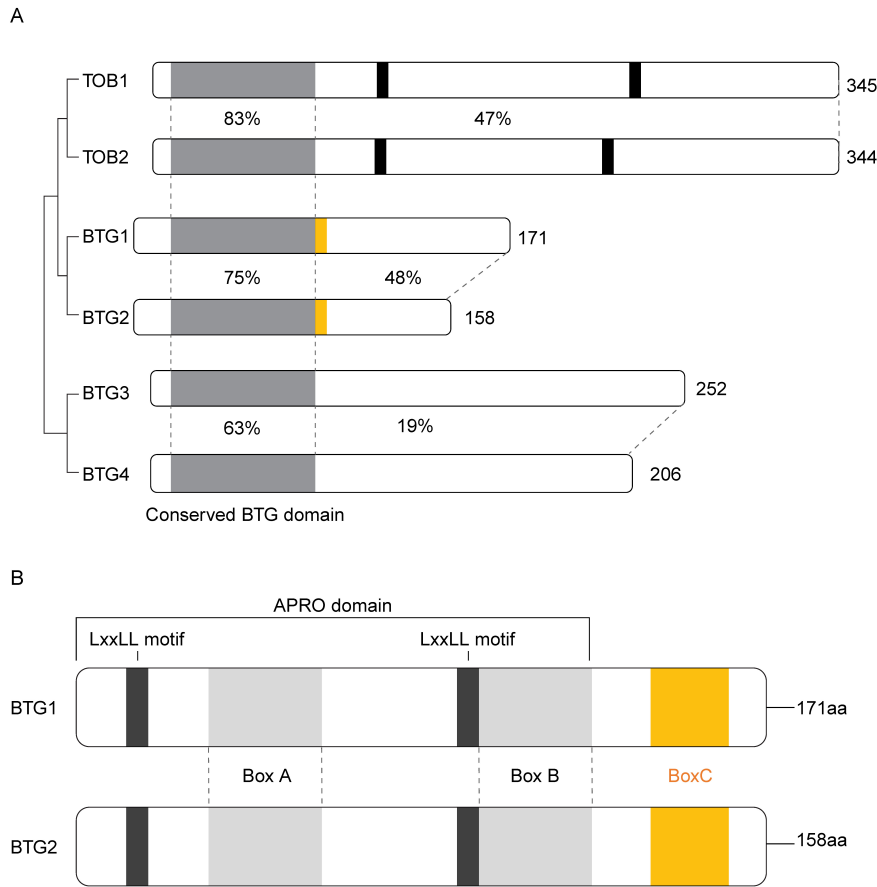 A
TOB1
345
83%
47%
TOB2
344
BTG1
171
75%
48%
BTG2
158
BTG3
252
63%
19%
BTG4
206
Conserved BTG domain
B
APRO domain
LxxLL motif
LxxLL motif
BTG1
171aa
Box A
Box B
BoxC
BTG2
158aa